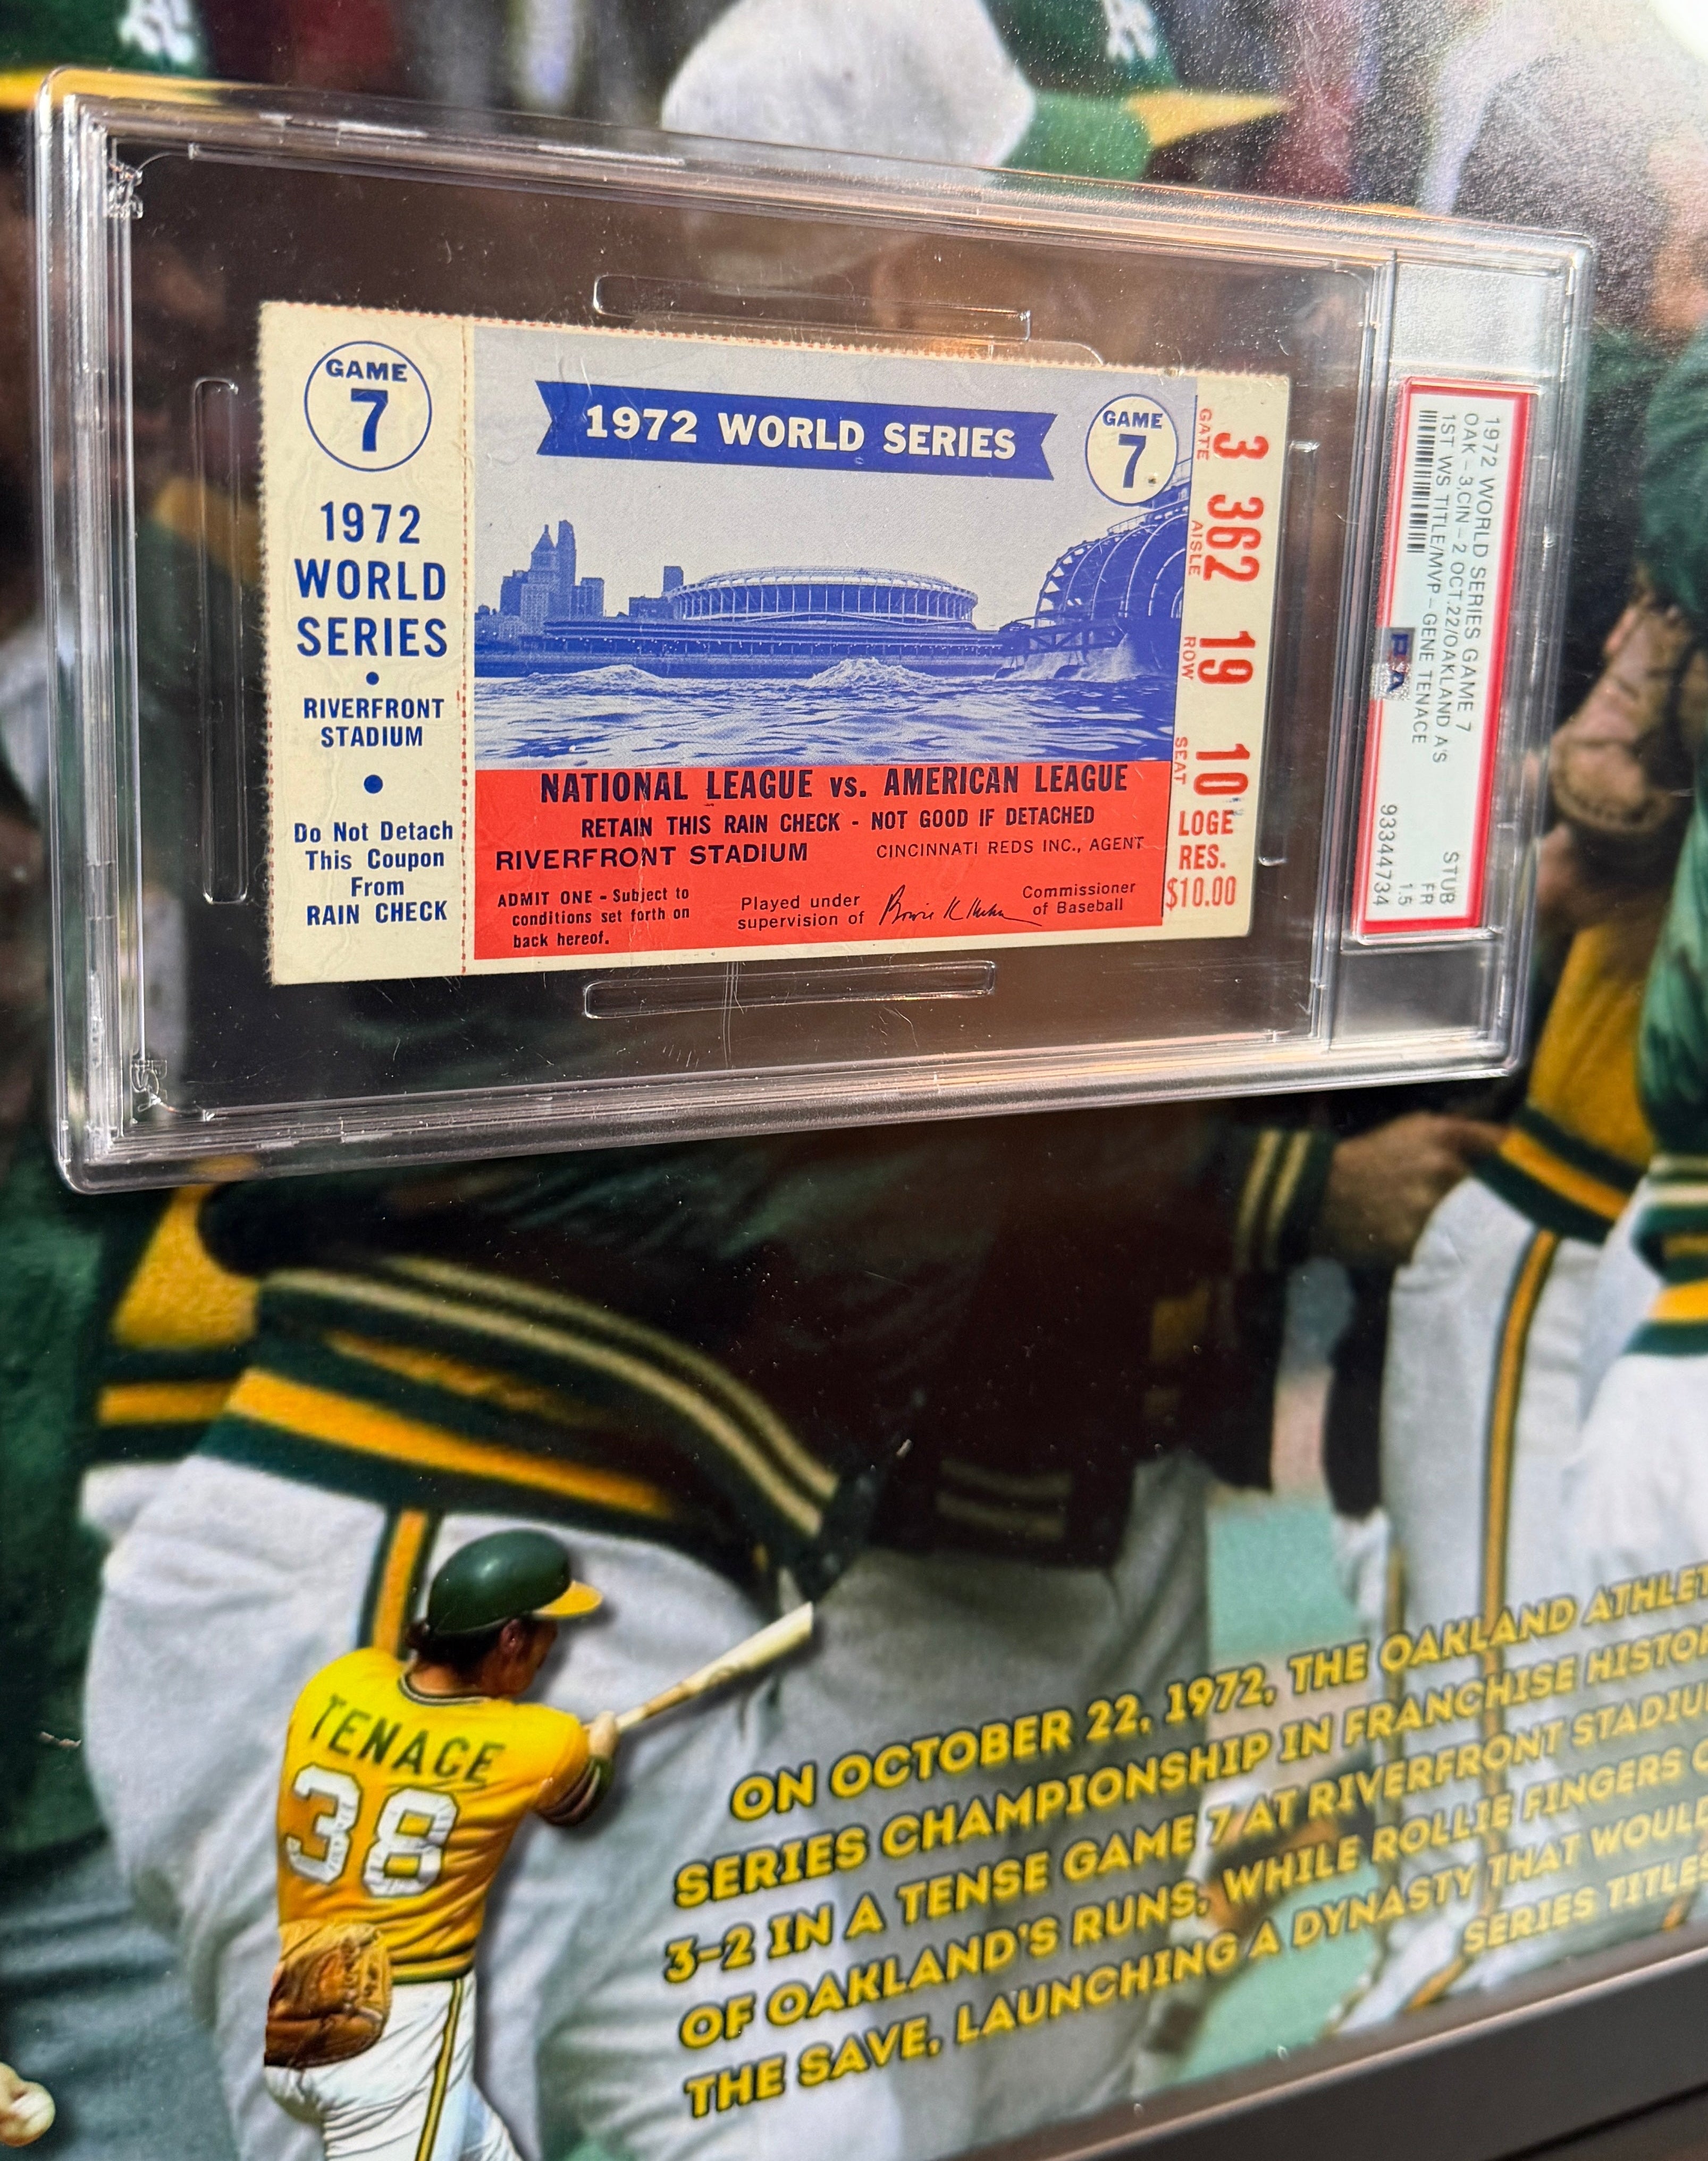 GAME
7
1972
WORLD
SERIES
RIVERFRONT
STADIUM
Do Not Detach
This Coupon
From
RAIN CHECK
1972 WORLD SERIES
GAME
7
NATIONAL LEAGUE vs. AMERICAN LEAGUE
RETAIN THIS RAIN CHECK - NOT GOOD IF DETACHED
RIVERFRONT STADIUM CINCINNATI REDS INC., AGENT
ADMIT ONE - Subject to
conditions set forth on
back hereof.
Played under
supervision of
Bowie K Kuhn
Commissioner
of Baseball
GATE 3
AISLE 362
ROW 19
SEAT 10
LOGE
RES.
$10.00
1972 WORLD SERIES GAME 7 STUB
OAK - 3,CIN - 2 OCT.22/OAKLAND A'S FR
1ST WS TITLE/MVP - GENE TENACE 1.5
PSA 93344734
TENACE
38
ON OCTOBER 22, 1972, THE OAKLAND
SERIES CHAMPIONSHIP IN FRANCHISE
3-2 IN A TENSE GAME 7 AT RIVERFRONT
OF OAKLAND'S RUNS, WHILE ROLLIE FINGERS
THE SAVE, LAUNCHING A DYNASTY THAT
SERIES